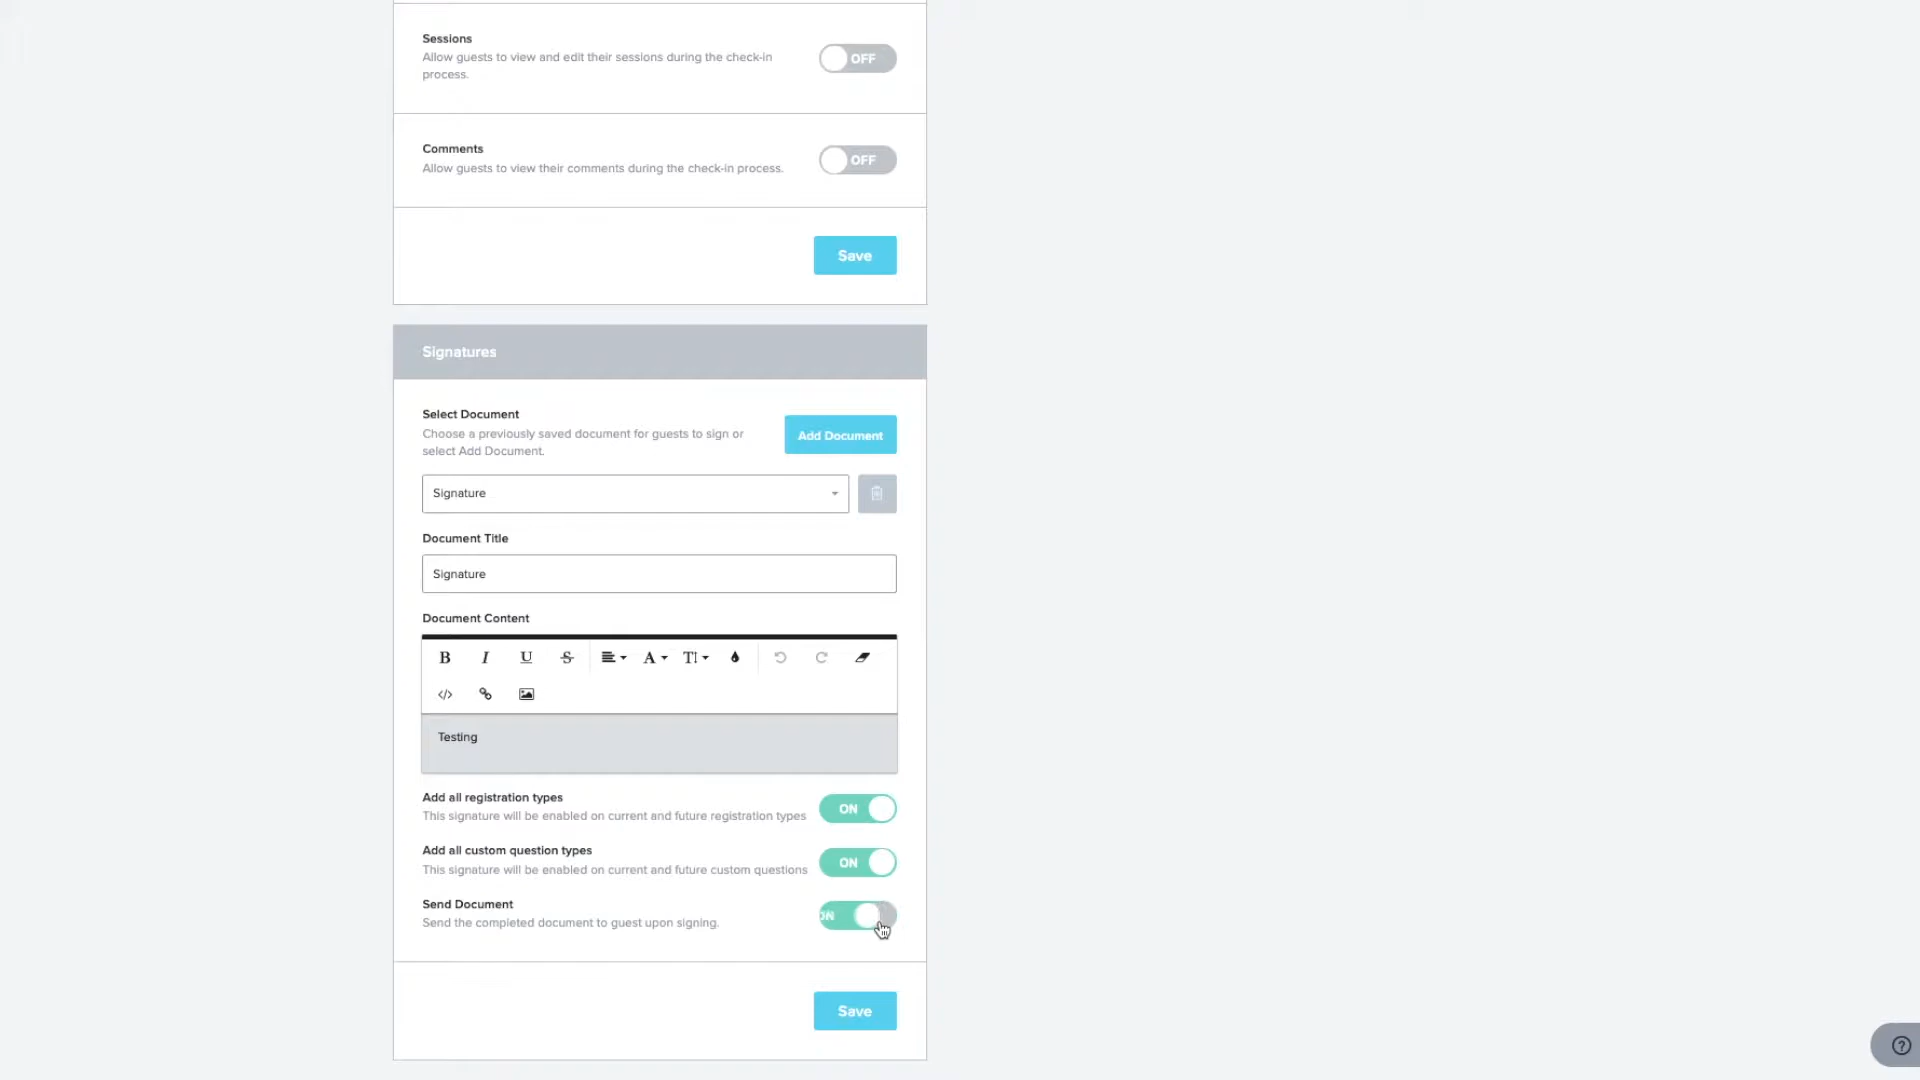 Sessions
Allow guests to view and edit their sessions during the check-in
process.
OFF
Comments
Allow guests to view their comments during the check-in process.
OFF
Save
Signatures
Select Document
Choose a previously saved document for guests to sign or
select Add Document.
Add Document
Signature
Document Title
Signature
Document Content
B I U S A T!
</>
Testing
Add all registration types
This signature will be enabled on current and future registration types
ON
Add all custom question types
This signature will be enabled on current and future custom questions
ON
Send Document
Send the completed document to guest upon signing.
ON
Save
?